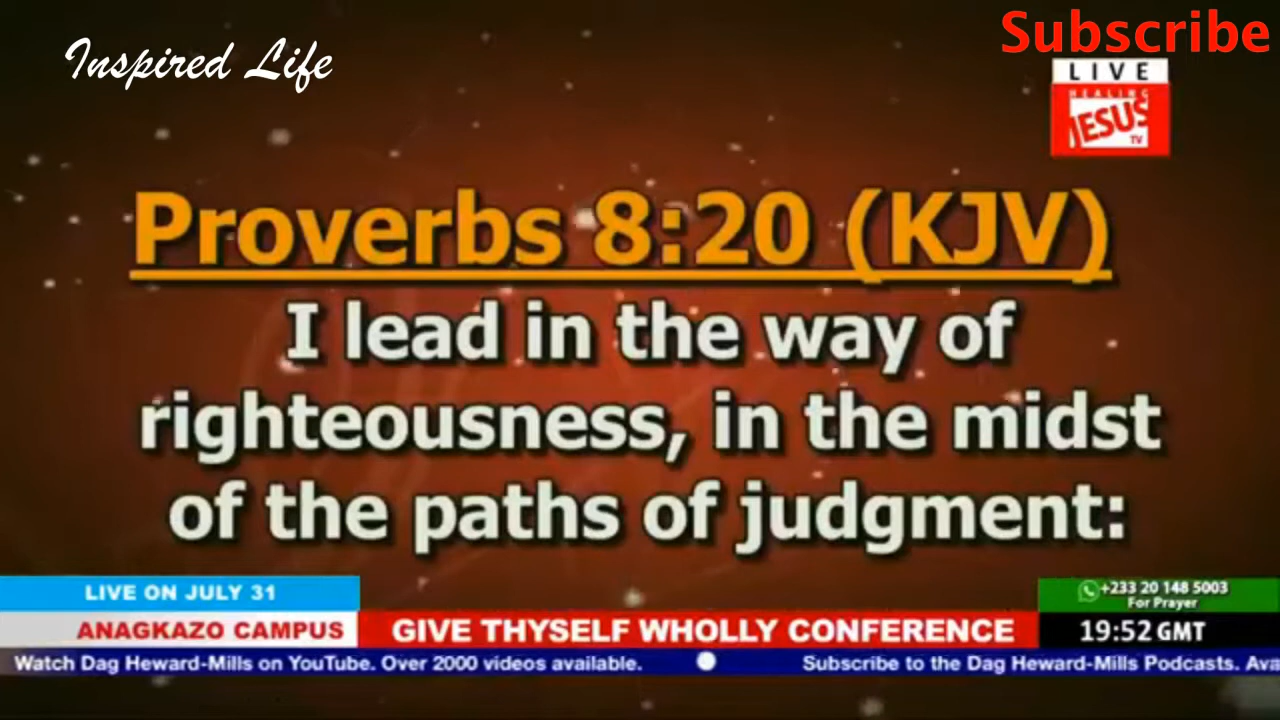 Inspired Life
Subscribe
LIVE
HEALING
JESUS
TV
Proverbs 8:20 (KJV)
I lead in the way of
righteousness, in the midst
of the paths of judgment:
LIVE ON JULY 31
+233 20 148 5003
For Prayer
ANAGKAZO CAMPUS
GIVE THYSELF WHOLLY CONFERENCE
19:52 GMT
Watch Dag Heward-Mills on YouTube. Over 2000 videos available.
Subscribe to the Dag Heward-Mills Podcasts. Ava